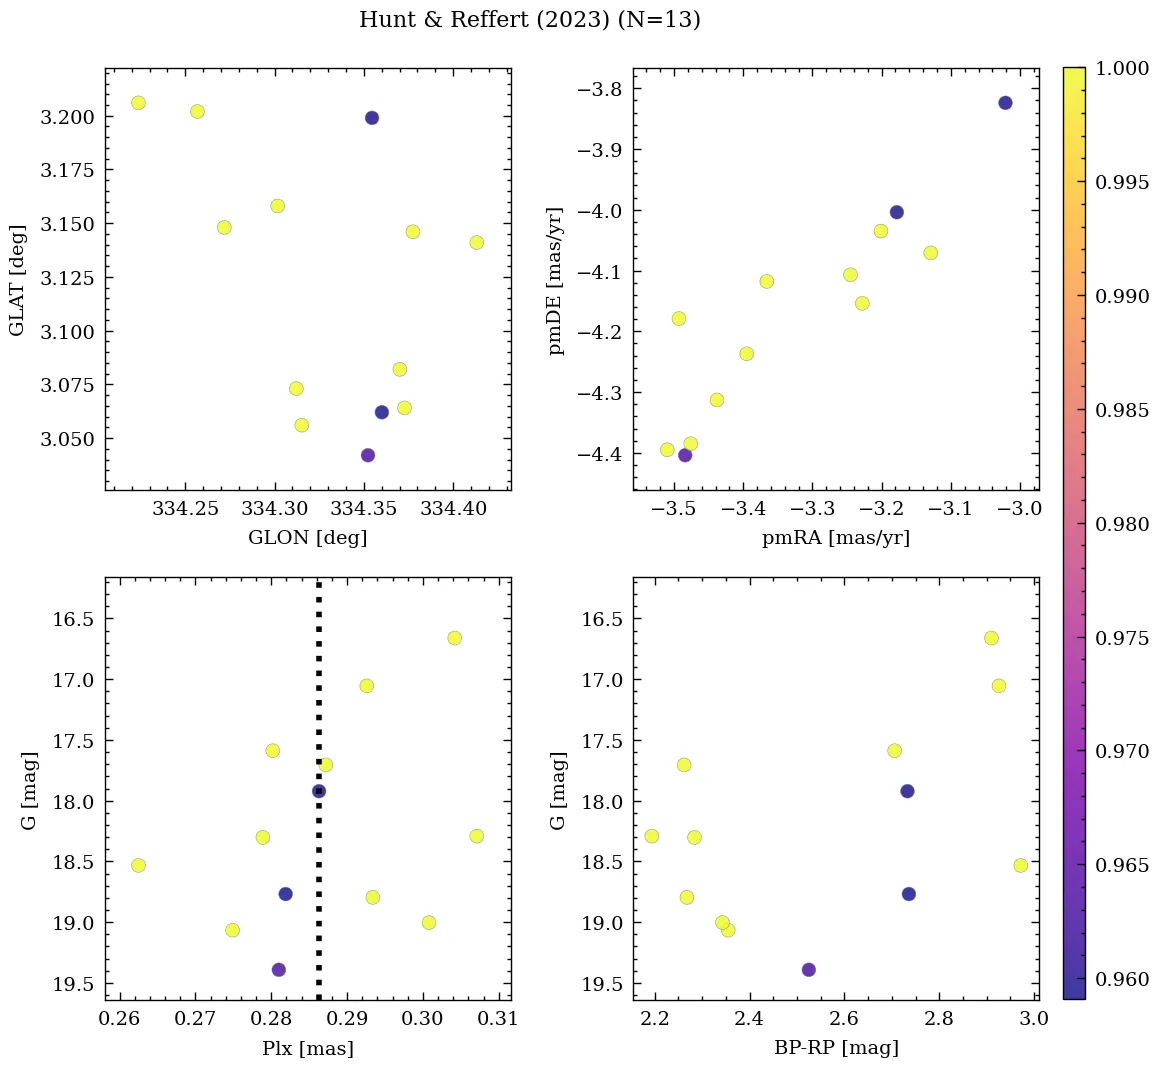 Hunt & Reffert (2023) (N=13)
3.200
3.175
3.150
3.125
3.100
3.075
3.050
GLAT [deg]
334.25 334.30 334.35 334.40
GLON [deg]
−3.8
−3.9
−4.0
−4.1
−4.2
−4.3
−4.4
pmDE [mas/yr]
−3.5 −3.4 −3.3 −3.2 −3.1 −3.0
pmRA [mas/yr]
16.5
17.0
17.5
18.0
18.5
19.0
19.5
G [mag]
0.26 0.27 0.28 0.29 0.30 0.31
Plx [mas]
16.5
17.0
17.5
18.0
18.5
19.0
19.5
G [mag]
2.2 2.4 2.6 2.8 3.0
BP-RP [mag]
1.000
0.995
0.990
0.985
0.980
0.975
0.970
0.965
0.960